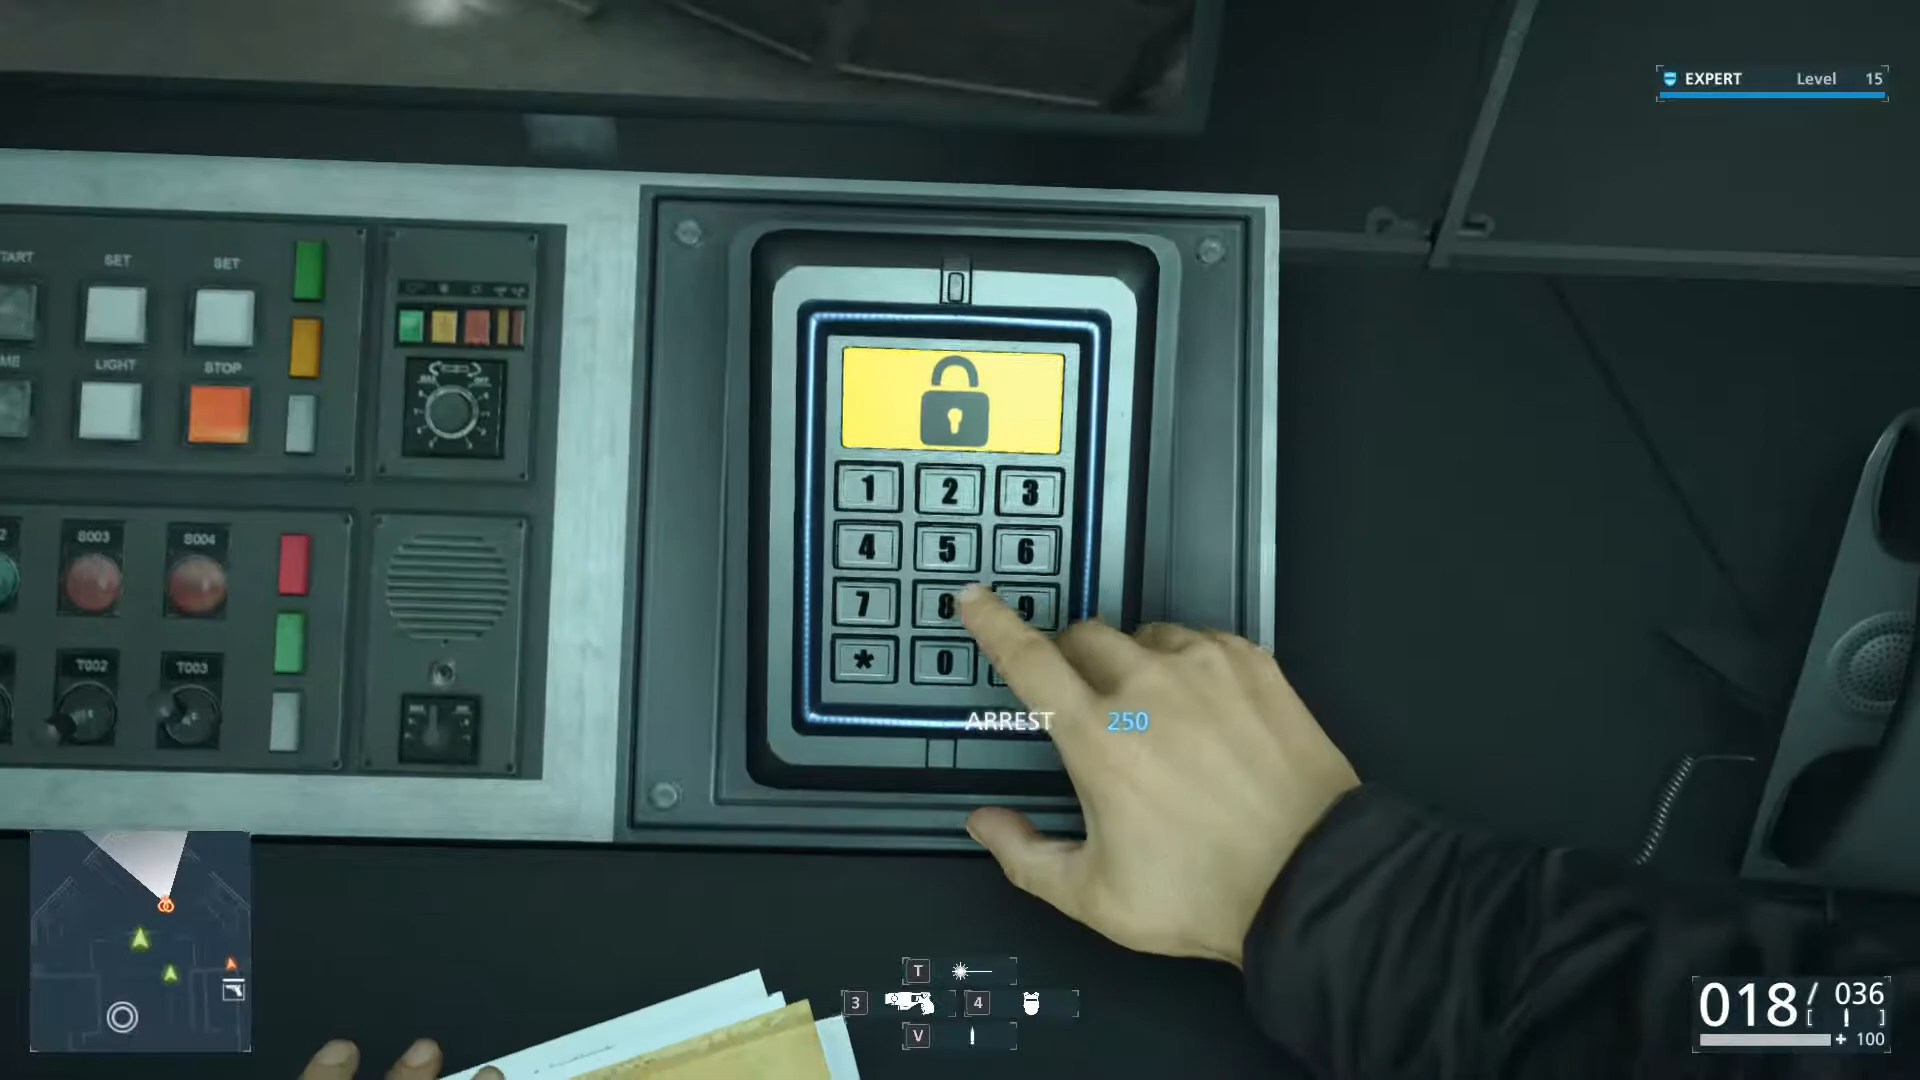 EXPERT Level 15
START SET SET
LIGHT STOP
1 2 3
4 5 6
7 8 9
* 0
S003 S004
T002 T003
ARREST 250
T
3 4
V
018/ 036
+ 100